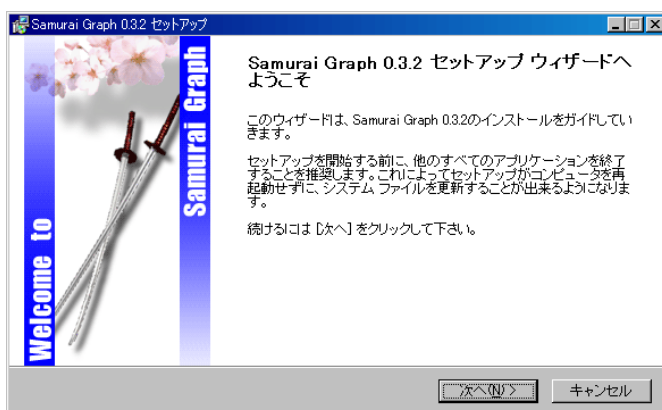 Samurai Graph 0.3.2 セットアップ
Welcome to
Samurai Graph
Samurai Graph 0.3.2 セットアップ ウィザードへ
ようこそ
このウィザードは、Samurai Graph 0.3.2のインストールをガイドしてい
きます。
セットアップを開始する前に、他のすべてのアプリケーションを終了
することを推奨します。これによってセットアップがコンピュータを再
起動せずに、システム ファイルを更新することが出来るようになりま
す。
続けるには [次へ] をクリックして下さい。
次へ(N) >
キャンセル